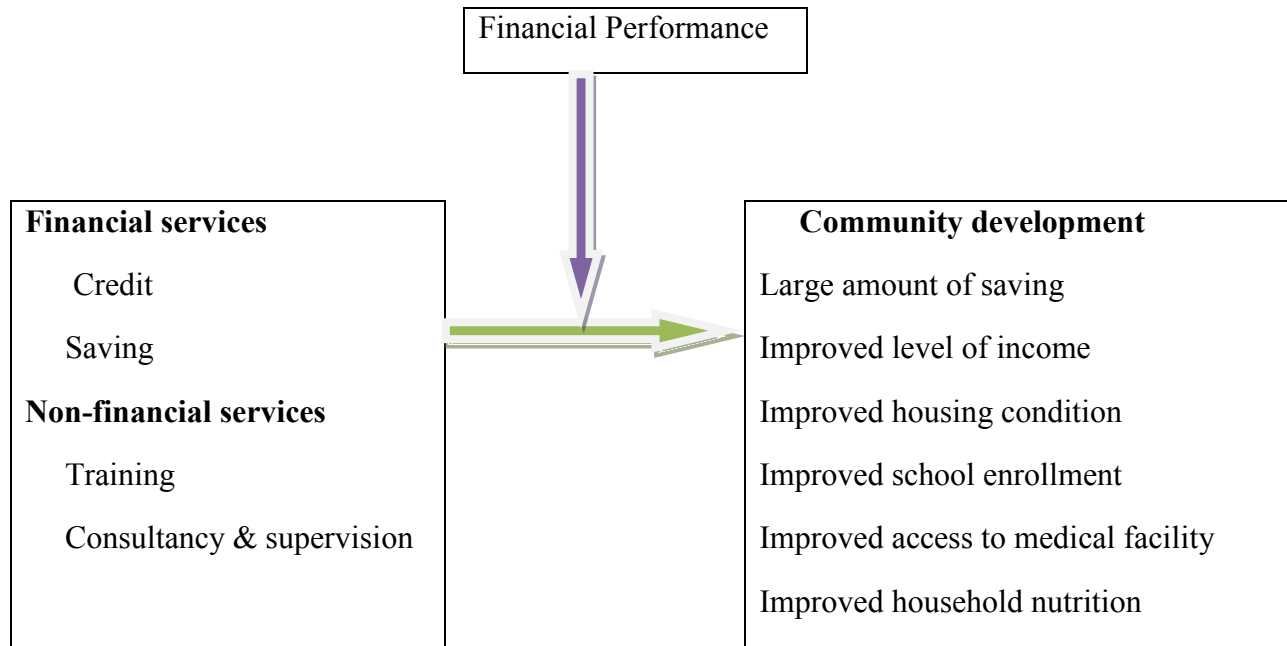 Financial Performance
Financial services
Credit
Saving
Non-financial services
Training
Consultancy & supervision
Community development
Large amount of saving
Improved level of income
Improved housing condition
Improved school enrollment
Improved access to medical facility
Improved household nutrition